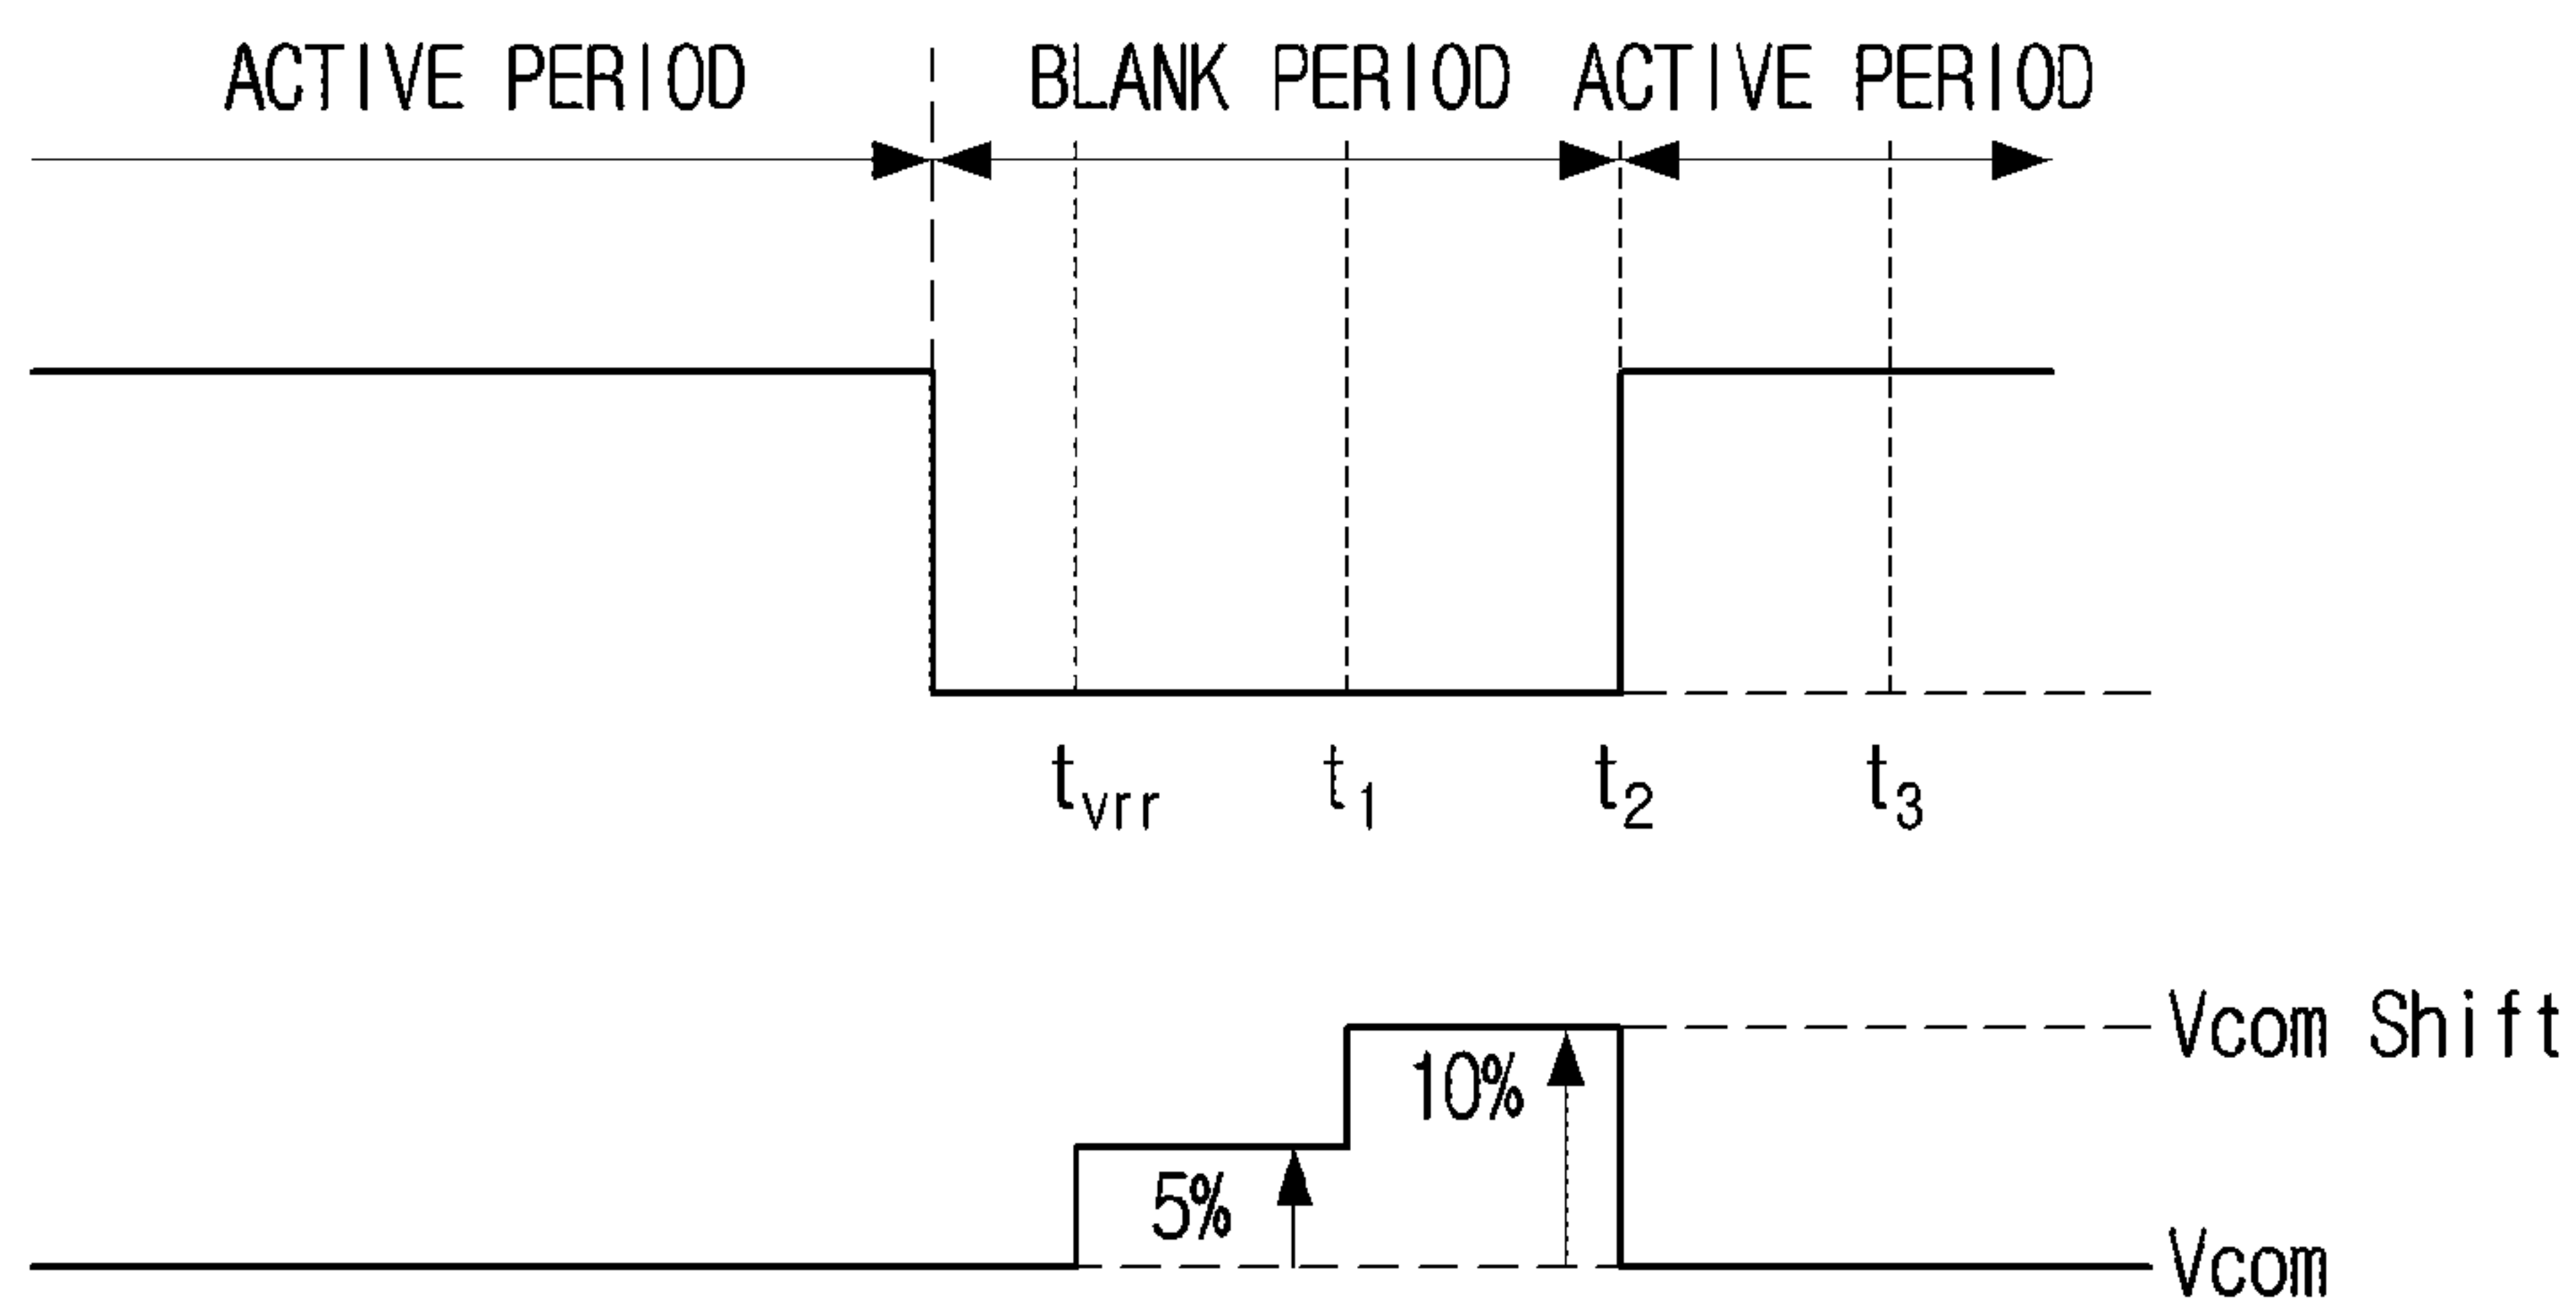 ACTIVE PERIOD BLANK PERIOD ACTIVE PERIOD
tvrr t1 t2 t3
Vcom Shift
10%
5%
Vcom